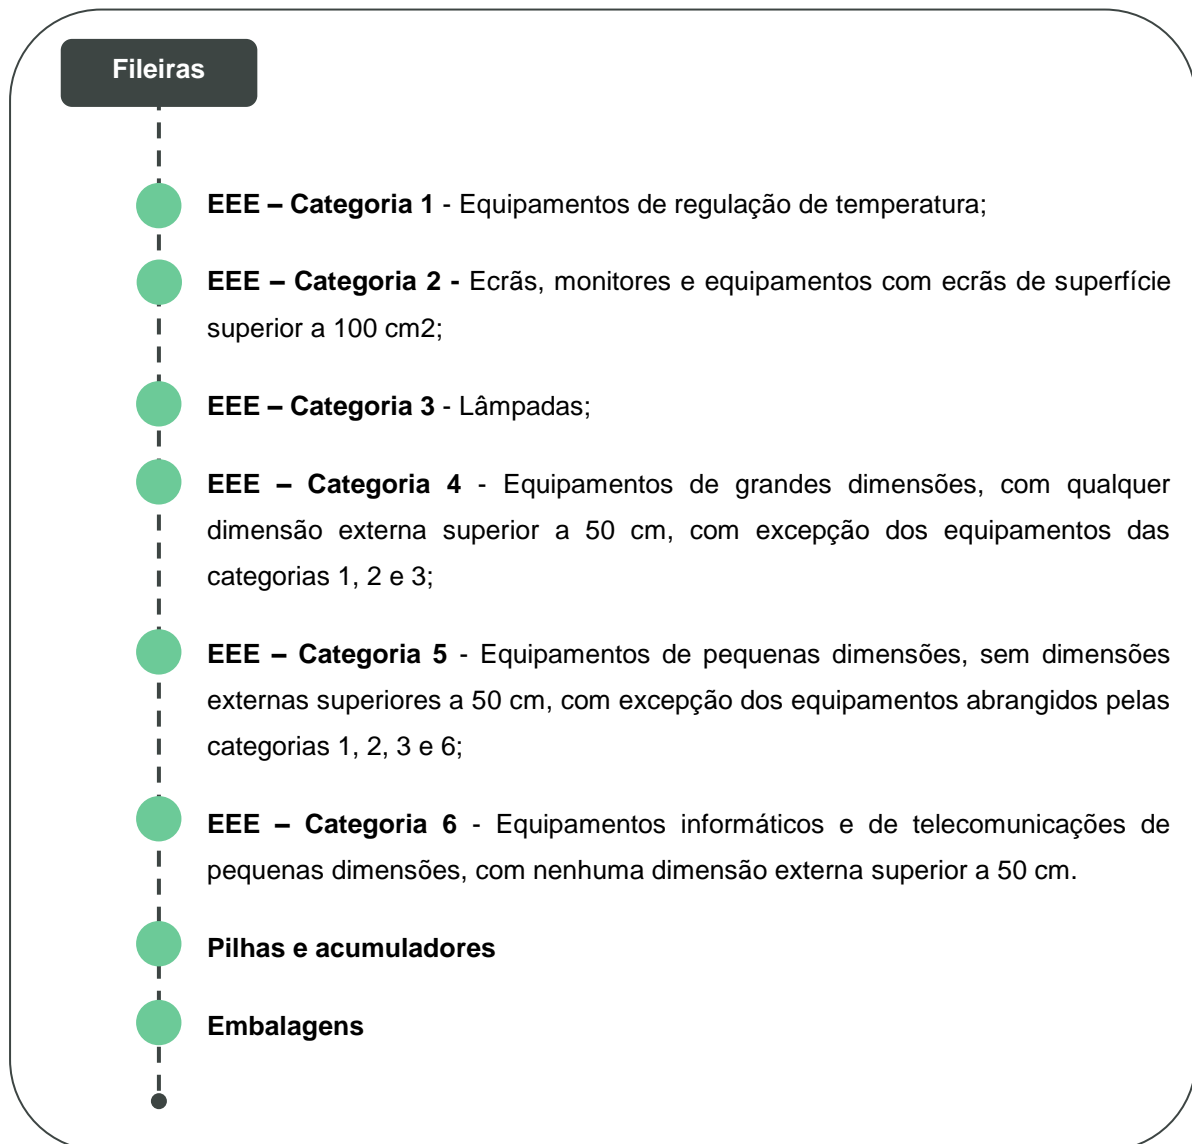 Fileiras
EEE – Categoria 1 - Equipamentos de regulação de temperatura;
EEE – Categoria 2 - Ecrãs, monitores e equipamentos com ecrãs de superfície
superior a 100 cm2;
EEE – Categoria 3 - Lâmpadas;
EEE – Categoria 4 - Equipamentos de grandes dimensões, com qualquer
dimensão externa superior a 50 cm, com excepção dos equipamentos das
categorias 1, 2 e 3;
EEE – Categoria 5 - Equipamentos de pequenas dimensões, sem dimensões
externas superiores a 50 cm, com excepção dos equipamentos abrangidos pelas
categorias 1, 2, 3 e 6;
EEE – Categoria 6 - Equipamentos informáticos e de telecomunicações de
pequenas dimensões, com nenhuma dimensão externa superior a 50 cm.
Pilhas e acumuladores
Embalagens